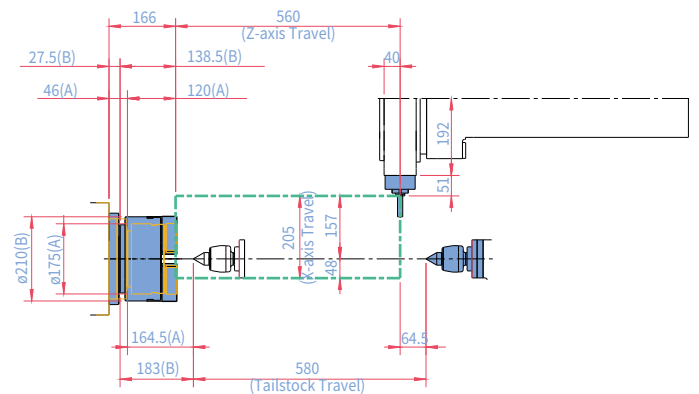 166
560
(Z-axis Travel)
27.5(B)
138.5(B)
40
46(A)
120(A)
192
51
ø210(B)
ø175(A)
205
(X-axis Travel)
157
48
164.5(A)
64.5
183(B)
580
(Tailstock Travel)